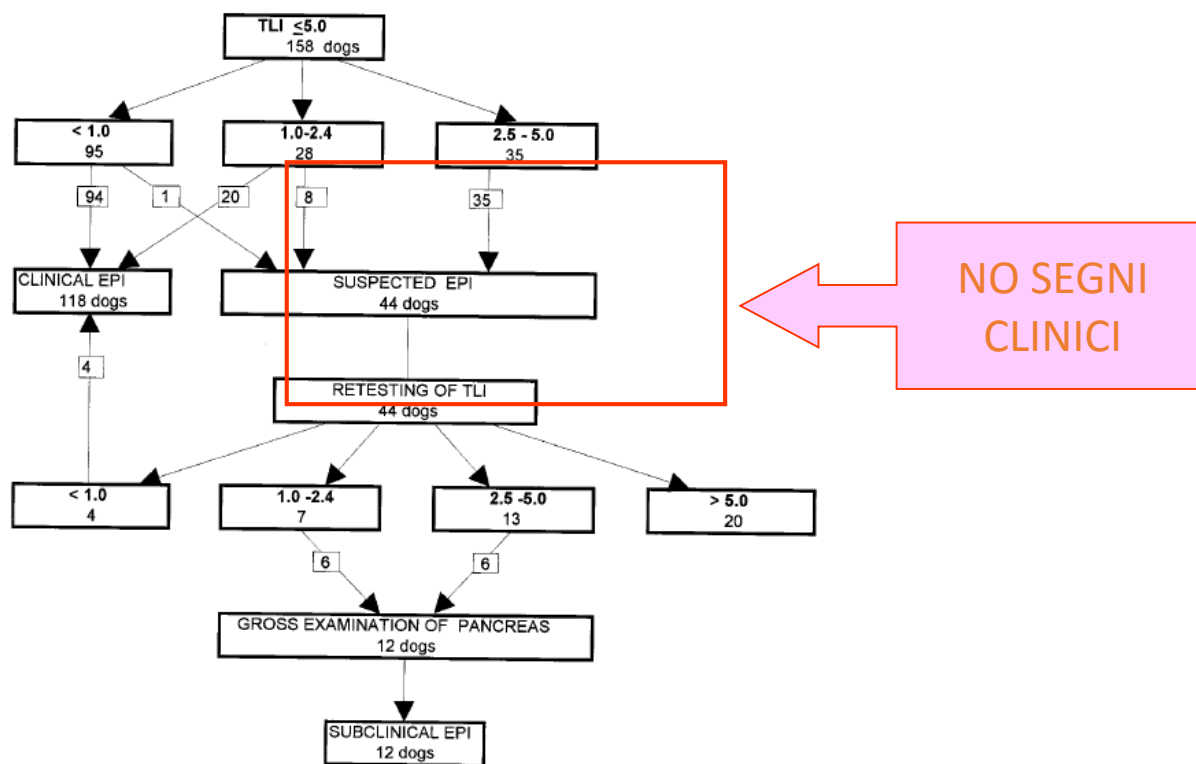 TLI ≤5.0
158 dogs
< 1.0
95
1.0-2.4
28
2.5 - 5.0
35
94
1
20
8
35
CLINICAL EPI
118 dogs
SUSPECTED EPI
44 dogs
NO SEGNI
CLINICI
4
RETESTING OF TLI
44 dogs
< 1.0
4
1.0 -2.4
7
2.5 -5.0
13
> 5.0
20
6
6
GROSS EXAMINATION OF PANCREAS
12 dogs
SUBCLINICAL EPI
12 dogs